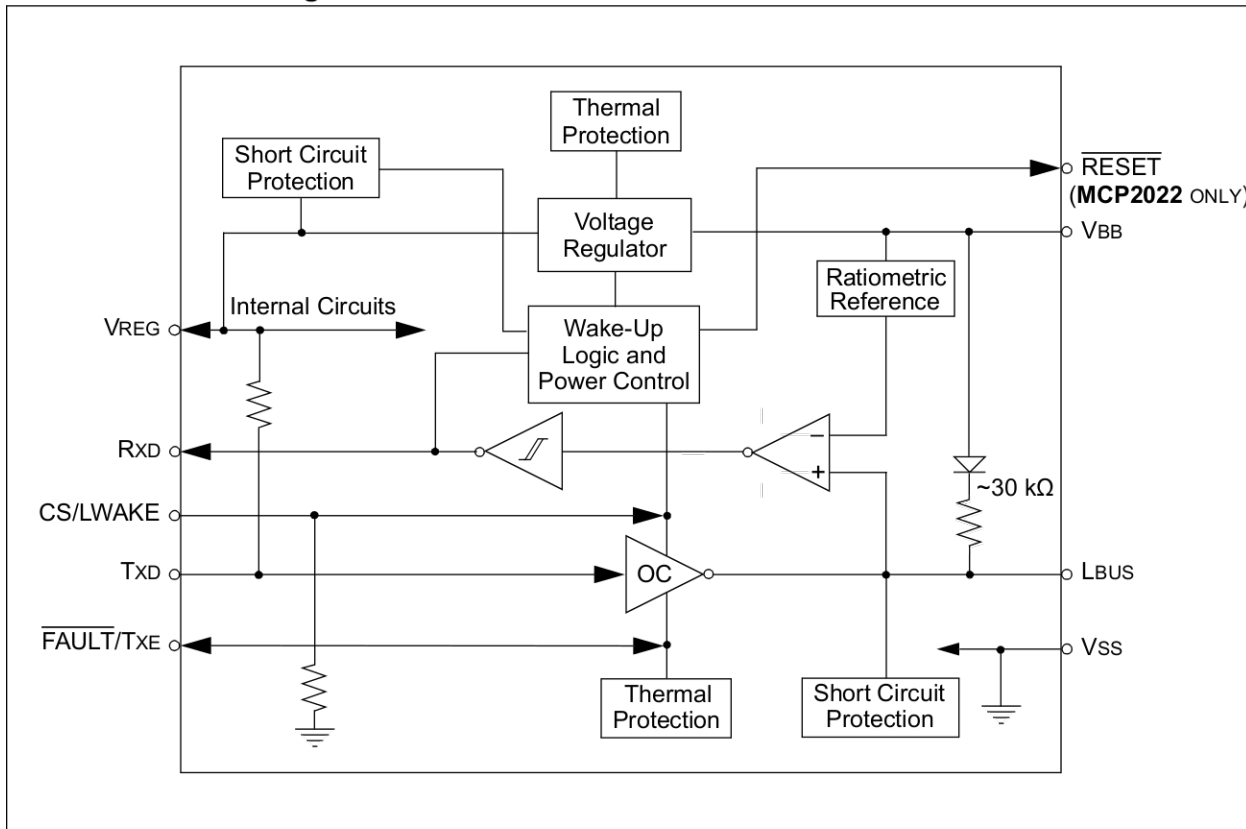 Thermal
Protection
Short Circuit
Protection
RESET
(MCP2022 ONLY)
Voltage
Regulator
VBB
Ratiometric
Reference
Internal Circuits
VREG
Wake-Up
Logic and
Power Control
RXD
−
+
~30 kΩ
CS/LWAKE
TXD
OC
LBUS
FAULT/TXE
VSS
Thermal
Protection
Short Circuit
Protection